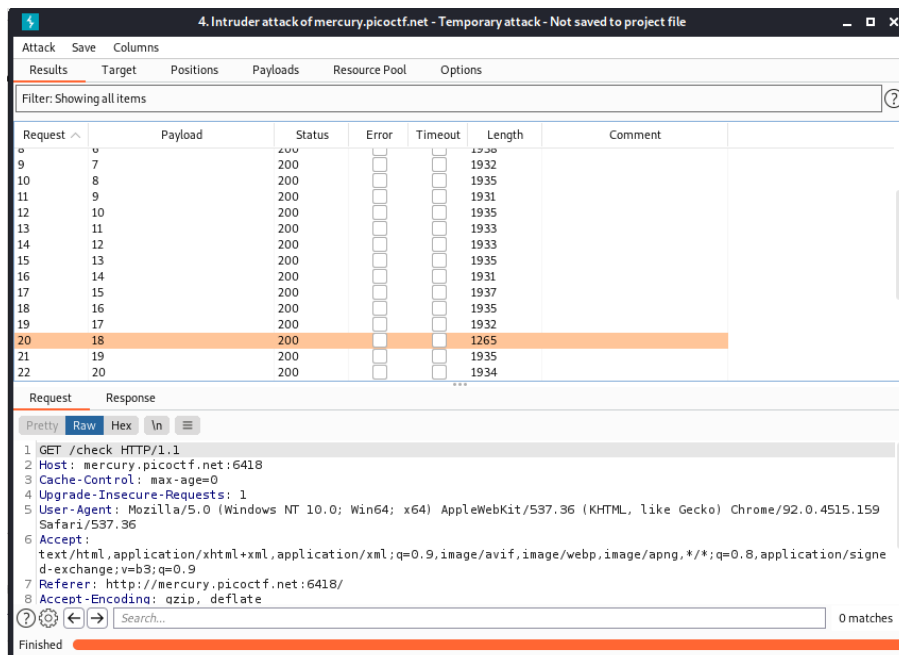 4. Intruder attack of mercury.picoctf.net - Temporary attack - Not saved to project file
Attack Save Columns
Results Target Positions Payloads Resource Pool Options
Filter: Showing all items
Request Payload Status Error Timeout Length Comment
8 6 200 1938
9 7 200 1932
10 8 200 1935
11 9 200 1931
12 10 200 1935
13 11 200 1933
14 12 200 1933
15 13 200 1935
16 14 200 1931
17 15 200 1937
18 16 200 1935
19 17 200 1932
20 18 200 1265
21 19 200 1935
22 20 200 1934
Request Response
Pretty Raw Hex \n
1 GET /check HTTP/1.1
2 Host: mercury.picoctf.net:6418
3 Cache-Control: max-age=0
4 Upgrade-Insecure-Requests: 1
5 User-Agent: Mozilla/5.0 (Windows NT 10.0; Win64; x64) AppleWebKit/537.36 (KHTML, like Gecko) Chrome/92.0.4515.159
Safari/537.36
6 Accept:
text/html,application/xhtml+xml,application/xml;q=0.9,image/avif,image/webp,image/apng,*/*;q=0.8,application/signe
d-exchange;v=b3;q=0.9
7 Referer: http://mercury.picoctf.net:6418/
8 Accept-Encoding: gzip, deflate
Search... 0 matches
Finished